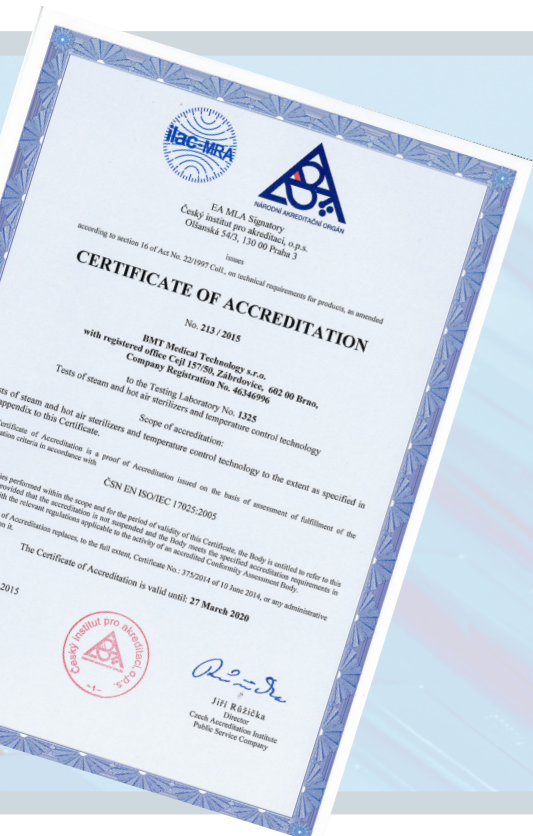 ilac-MRA
NÁRODNÍ AKREDITAČNÍ ORGÁN
EA MLA Signatory
Český institut pro akreditaci, o.p.s.
Olšanská 54/3, 130 00 Praha 3
issues
according to section 16 of Act No. 22/1997 Coll., on technical requirements for products, as amended
CERTIFICATE OF ACCREDITATION
No. 213 / 2015
BMT Medical Technology s.r.o.
with registered office Cejl 157/50, Zábrdovice, 602 00 Brno,
Company Registration No. 46346996
to the Testing Laboratory No. 1325
Tests of steam and hot air sterilizers and temperature control technology
Scope of accreditation:
of steam and hot air sterilizers and temperature control technology to the extent as specified in
appendix to this Certificate.
Certificate of Accreditation is a proof of Accreditation issued on the basis of assessment of fulfillment of the
criteria in accordance with
ČSN EN ISO/IEC 17025:2005
performed within the scope and for the period of validity of this Certificate, the Body is entitled to refer to this
provided that the accreditation is not suspended and the Body meets the specified accreditation requirements in
the relevant regulations applicable to the activity of an accredited Conformity Assessment Body.
of Accreditation replaces, to the full extent, Certificate No.: 375/2014 of 10 June 2014, or any administrative
it.
The Certificate of Accreditation is valid until: 27 March 2020
2015
Český institut pro akreditaci, o.p.s.
-1-
Jiří Růžička
Director
Czech Accreditation Institute
Public Service Company